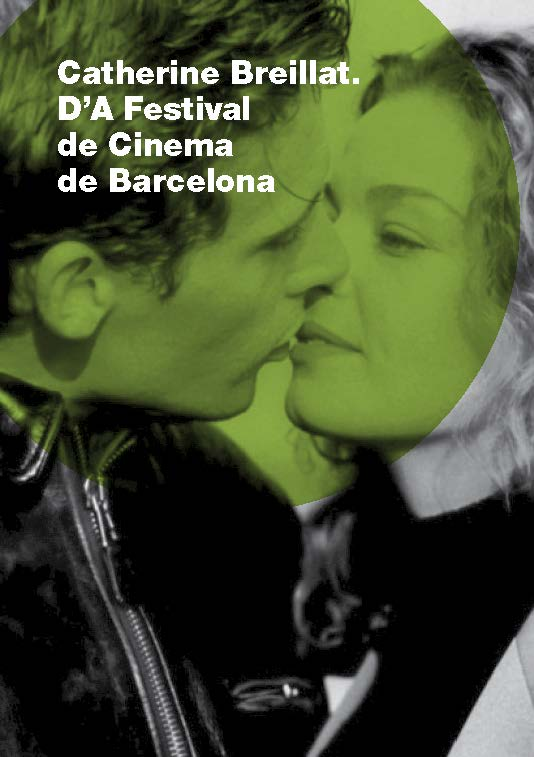 Catherine Breillat.
D'A Festival
de Cinema
de Barcelona